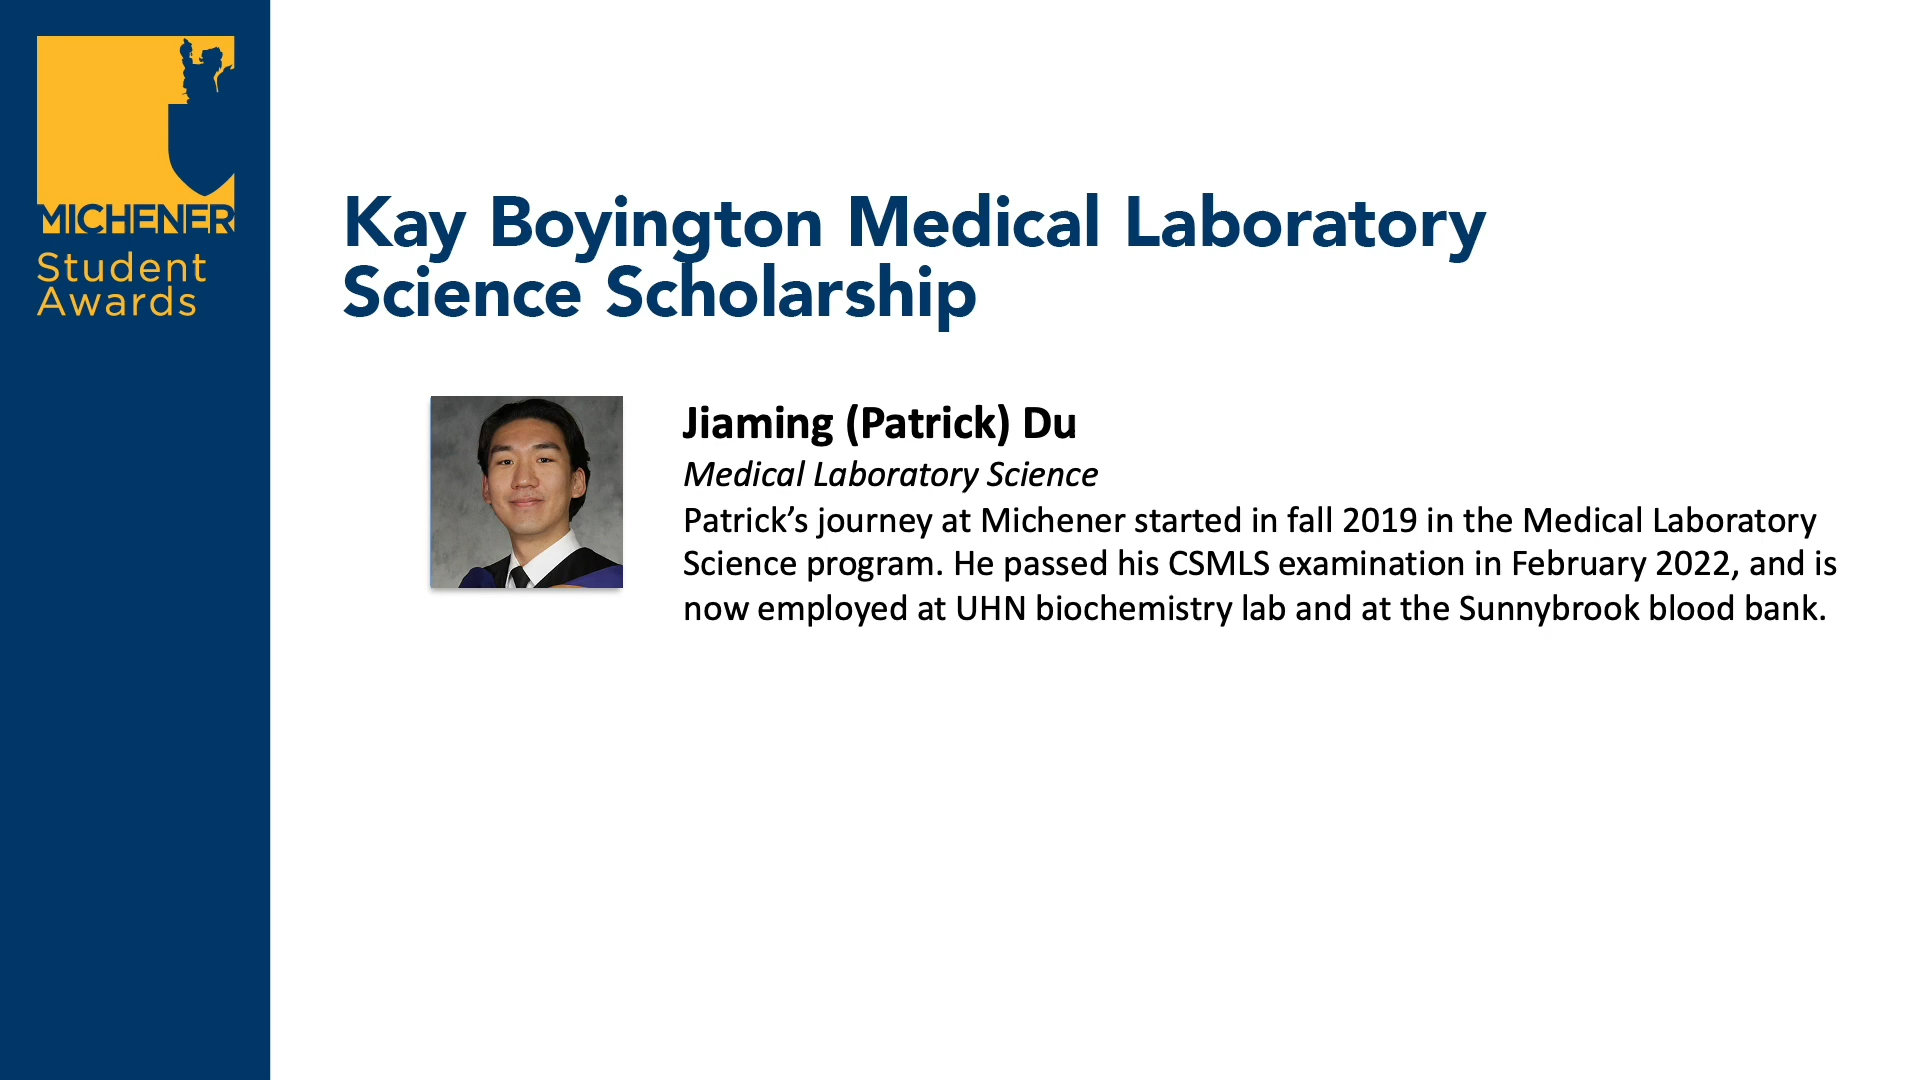 MICHENER
Student
Awards
Kay Boyington Medical Laboratory
Science Scholarship
Jiaming (Patrick) Du
Medical Laboratory Science
Patrick’s journey at Michener started in fall 2019 in the Medical Laboratory
Science program. He passed his CSMLS examination in February 2022, and is
now employed at UHN biochemistry lab and at the Sunnybrook blood bank.